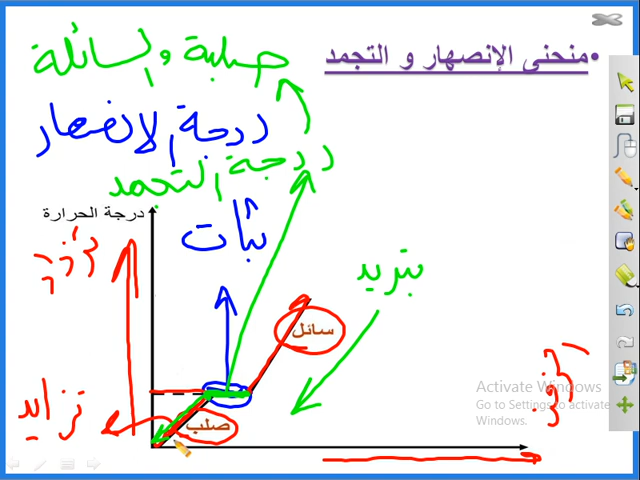 •منحنى الإنصهار و التجمد
صلبة والسائلة
درجة الانصهار
درجة التجمد
درجة الحرارة
ثبات
تبريد
سائل
تزايد
صلب
Activate Windows
Go to Settings to activate
Windows.